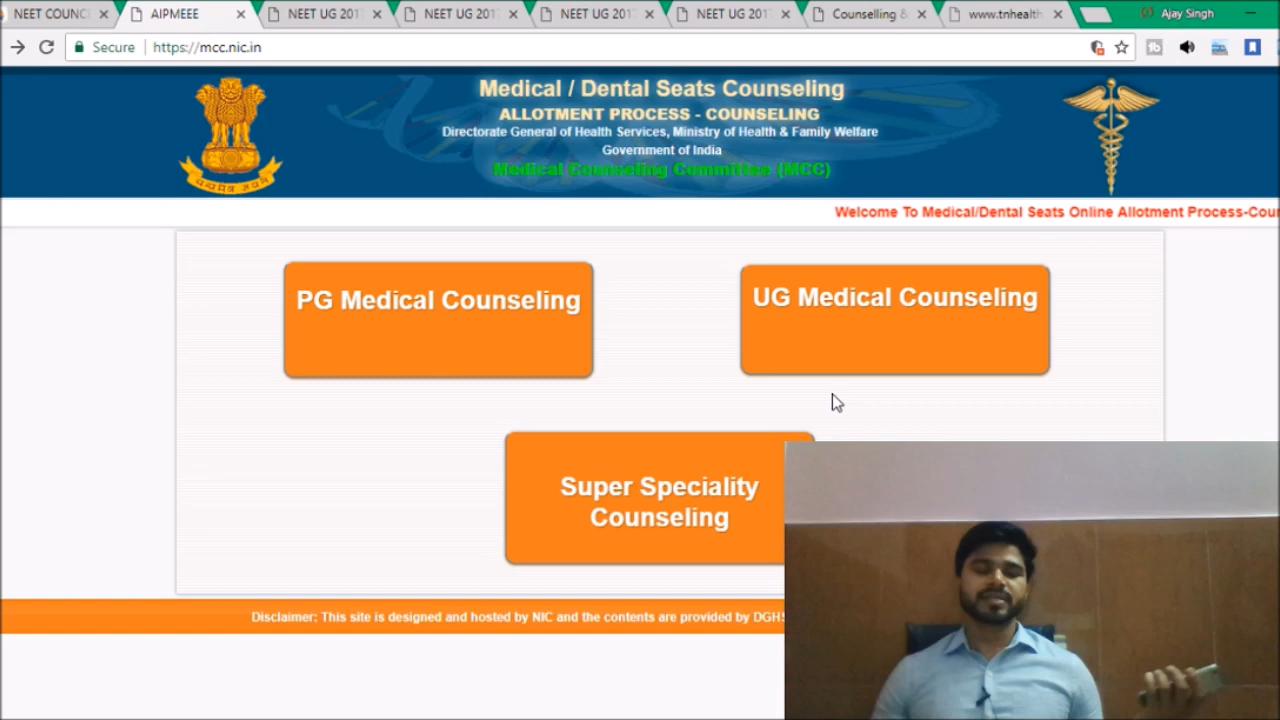 NEET COUNC
AIPMEEE
NEET UG 201
NEET UG 201
NEET UG 201
NEET UG 201
Counselling &
www.tnhealth
Ajay Singh
Secure
https://mcc.nic.in
Medical / Dental Seats Counseling
ALLOTMENT PROCESS - COUNSELING
Directorate General of Health Services, Ministry of Health & Family Welfare
Government of India
Medical Counseling Committee (MCC)
Welcome To Medical/Dental Seats Online Allotment Process-Cou
PG Medical Counseling
UG Medical Counseling
Super Speciality
Counseling
Disclaimer: This site is designed and hosted by NIC and the contents are provided by DGHS